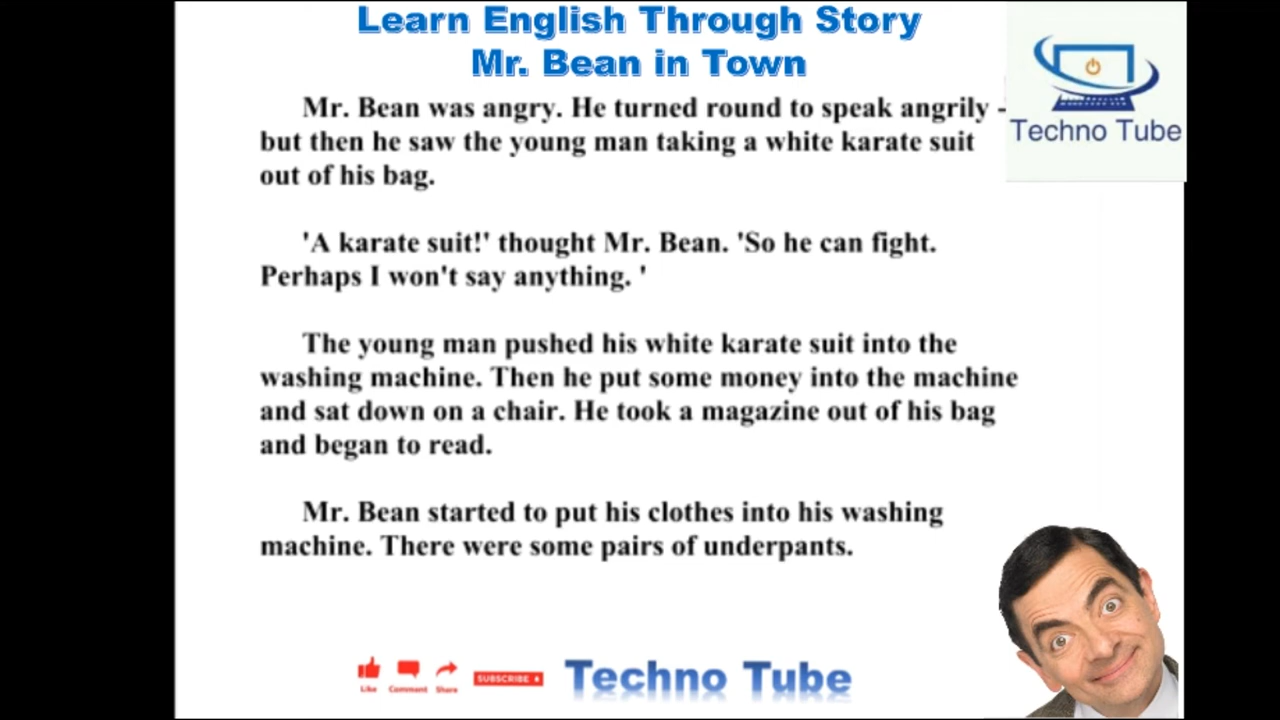 Learn English Through Story
Mr. Bean in Town
Mr. Bean was angry. He turned round to speak angrily -
but then he saw the young man taking a white karate suit
out of his bag.
'A karate suit!' thought Mr. Bean. 'So he can fight.
Perhaps I won't say anything. '
The young man pushed his white karate suit into the
washing machine. Then he put some money into the machine
and sat down on a chair. He took a magazine out of his bag
and began to read.
Mr. Bean started to put his clothes into his washing
machine. There were some pairs of underpants.
Techno Tube
Like Comment Share SUBSCRIBE Techno Tube